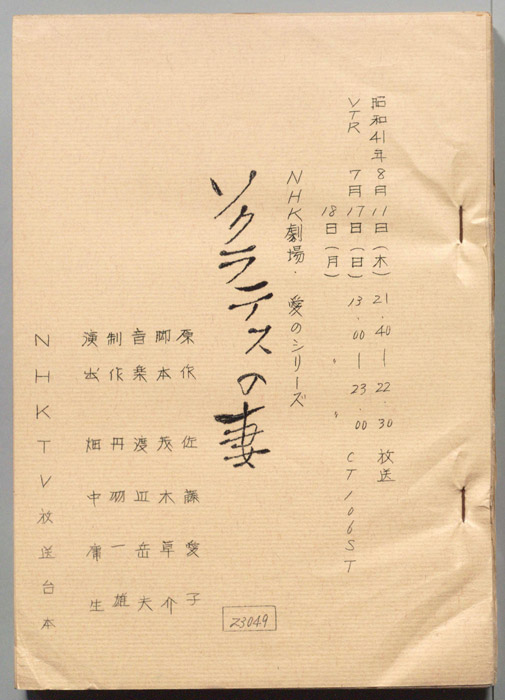 昭和41年8月11日(木) 21.40―22.30 放送
VTR 7月17日(日) 13.00―23.00 CT106ST
18日(月) 〃 〃
NHK劇場・愛のシリーズ
ソクラテスの妻
原作 佐藤愛子
脚本 茂木草介
音楽 渡辺岳夫
制作 丹羽一雄
演出 畑中庸生
NHKTV放送台本
Z3049